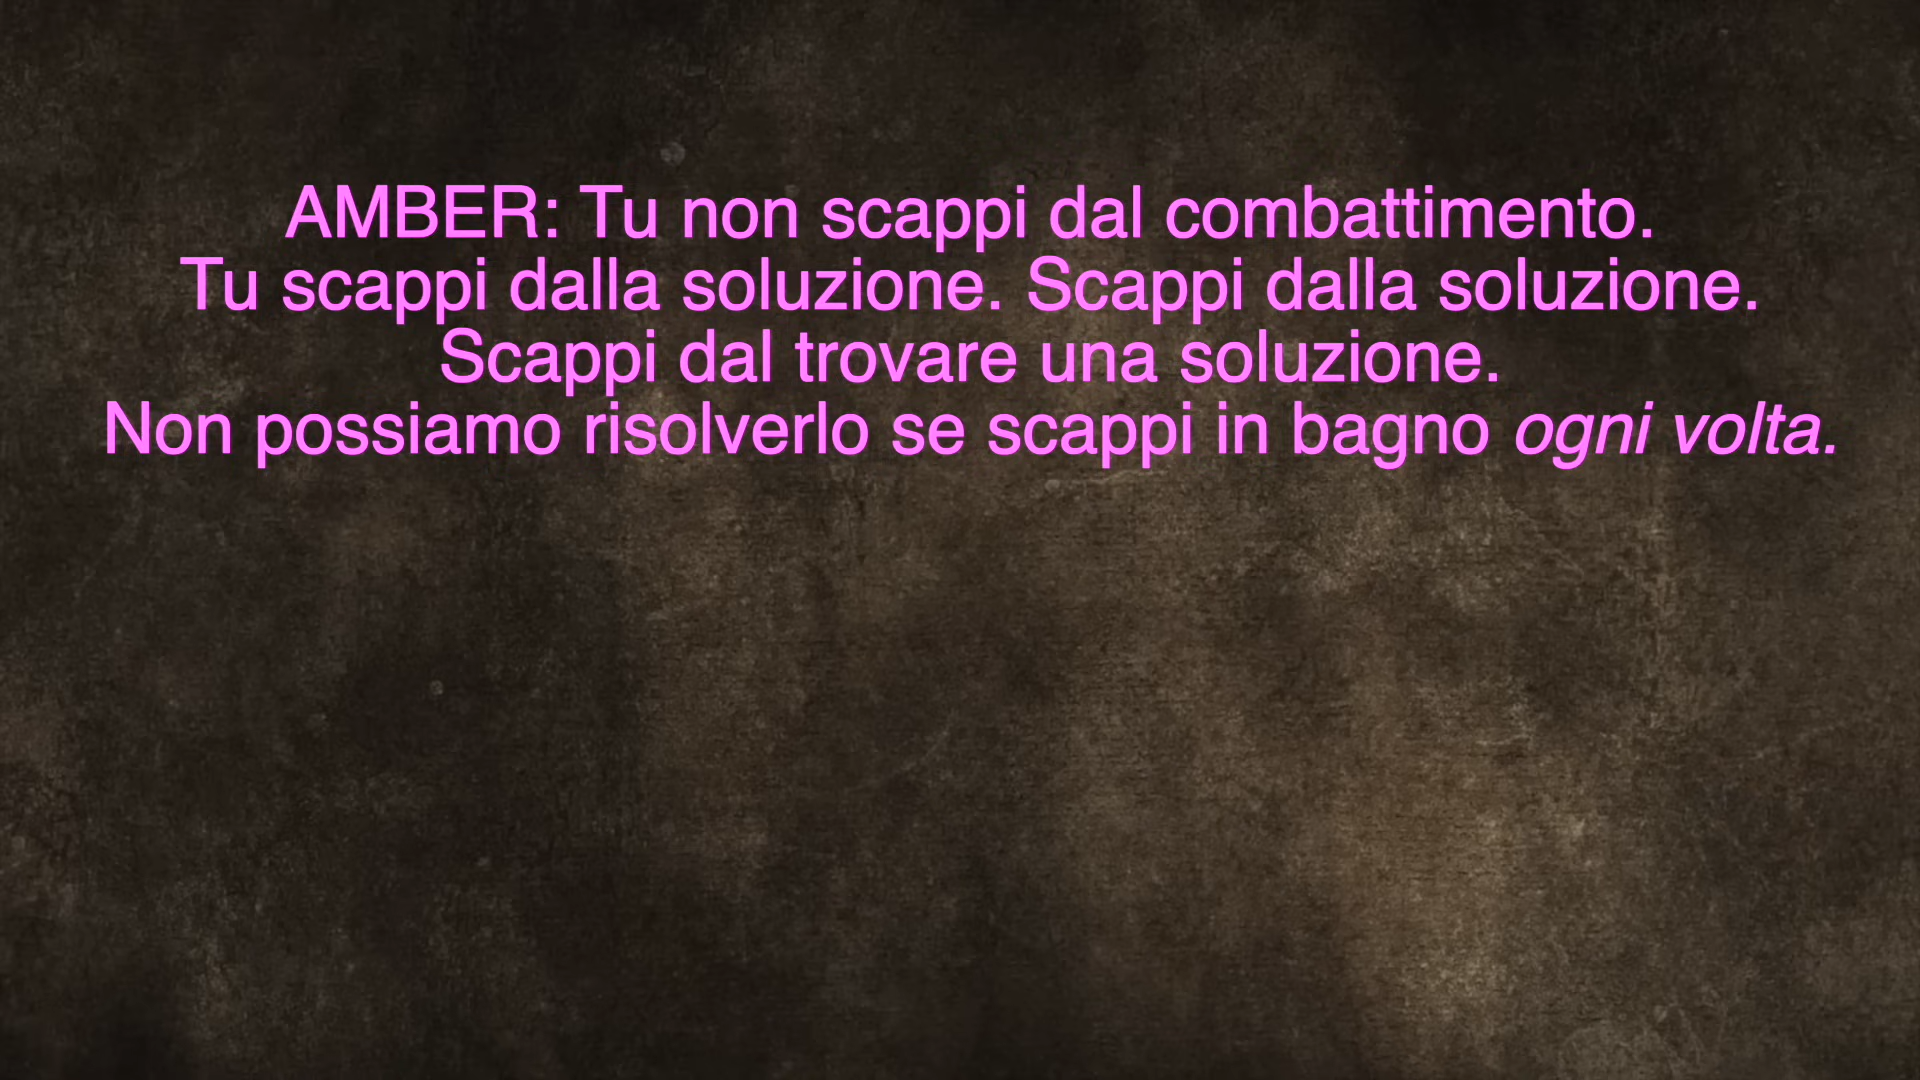 AMBER: Tu non scappi dal combattimento.
Tu scappi dalla soluzione. Scappi dalla soluzione.
Scappi dal trovare una soluzione.
Non possiamo risolverlo se scappi in bagno ogni volta.